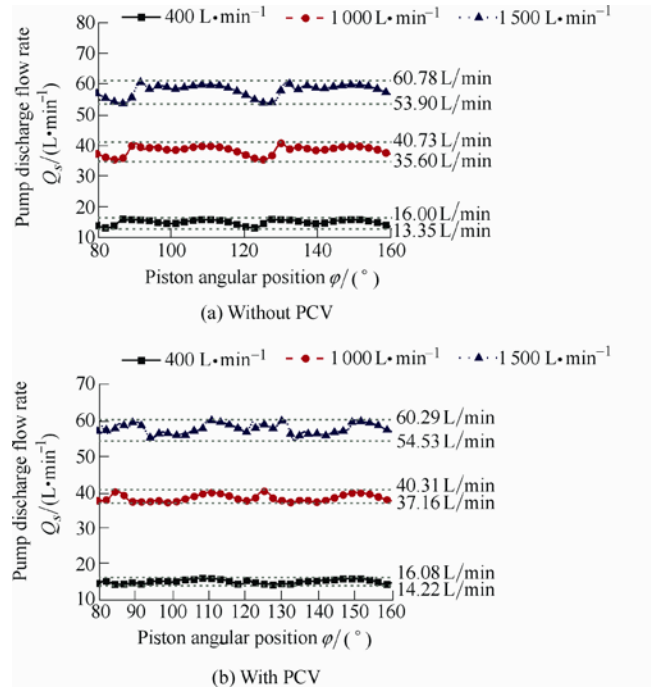 400 L•min⁻¹ 1 000 L•min⁻¹ 1 500 L•min⁻¹
Pump discharge flow rate
Qs/(L•min⁻¹)
80
70
60
50
40
30
20
10
60.78 L/min
53.90 L/min
40.73 L/min
35.60 L/min
16.00 L/min
13.35 L/min
80 100 120 140 160
Piston angular position φ/(°)
(a) Without PCV
400 L•min⁻¹ 1 000 L•min⁻¹ 1 500 L•min⁻¹
Pump discharge flow rate
Qs/(L•min⁻¹)
70
60
50
40
30
20
10
60.29 L/min
54.53 L/min
40.31 L/min
37.16 L/min
16.08 L/min
14.22 L/min
80 90 100 110 120 130 140 150 160
Piston angular position φ/(°)
(b) With PCV